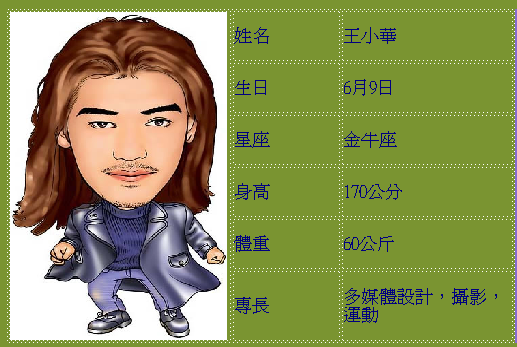 姓名 王小華
生日 6月9日
星座 金牛座
身高 170公分
體重 60公斤
專長 多媒體設計，攝影，
運動